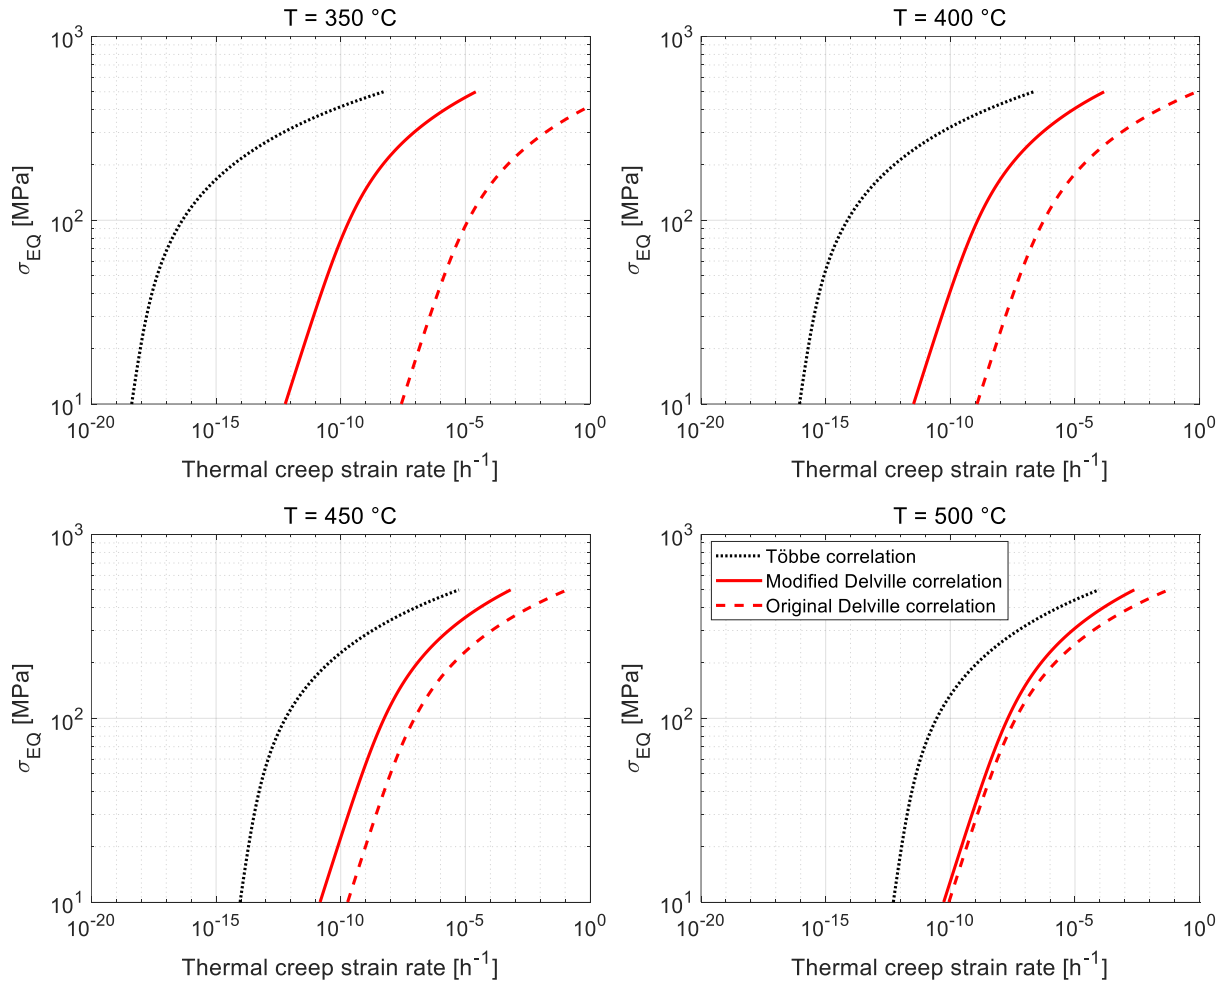 T = 350 °C
10^3
10^2
10^1
σ_EQ [MPa]
10^-20 10^-15 10^-10 10^-5 10^0
Thermal creep strain rate [h^-1]
T = 400 °C
10^3
10^2
10^1
σ_EQ [MPa]
10^-20 10^-15 10^-10 10^-5 10^0
Thermal creep strain rate [h^-1]
T = 450 °C
10^3
10^2
10^1
σ_EQ [MPa]
10^-20 10^-15 10^-10 10^-5 10^0
Thermal creep strain rate [h^-1]
T = 500 °C
Többe correlation
Modified Delville correlation
Original Delville correlation
10^3
10^2
10^1
σ_EQ [MPa]
10^-20 10^-15 10^-10 10^-5 10^0
Thermal creep strain rate [h^-1]